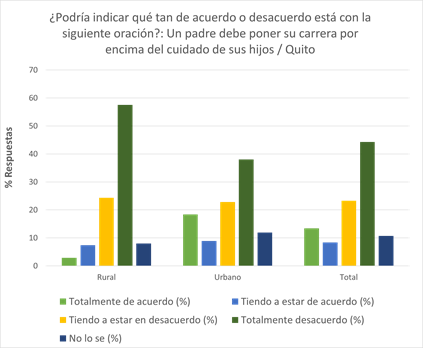 ¿Podría indicar qué tan de acuerdo o desacuerdo está con la
siguiente oración?: Un padre debe poner su carrera por
encima del cuidado de sus hijos / Quito
% Respuestas
70
60
50
40
30
20
10
0
Rural Urbano Total
Totalmente de acuerdo (%) Tiendo a estar de acuerdo (%)
Tiendo a estar en desacuerdo (%) Totalmente desacuerdo (%)
No lo se (%)